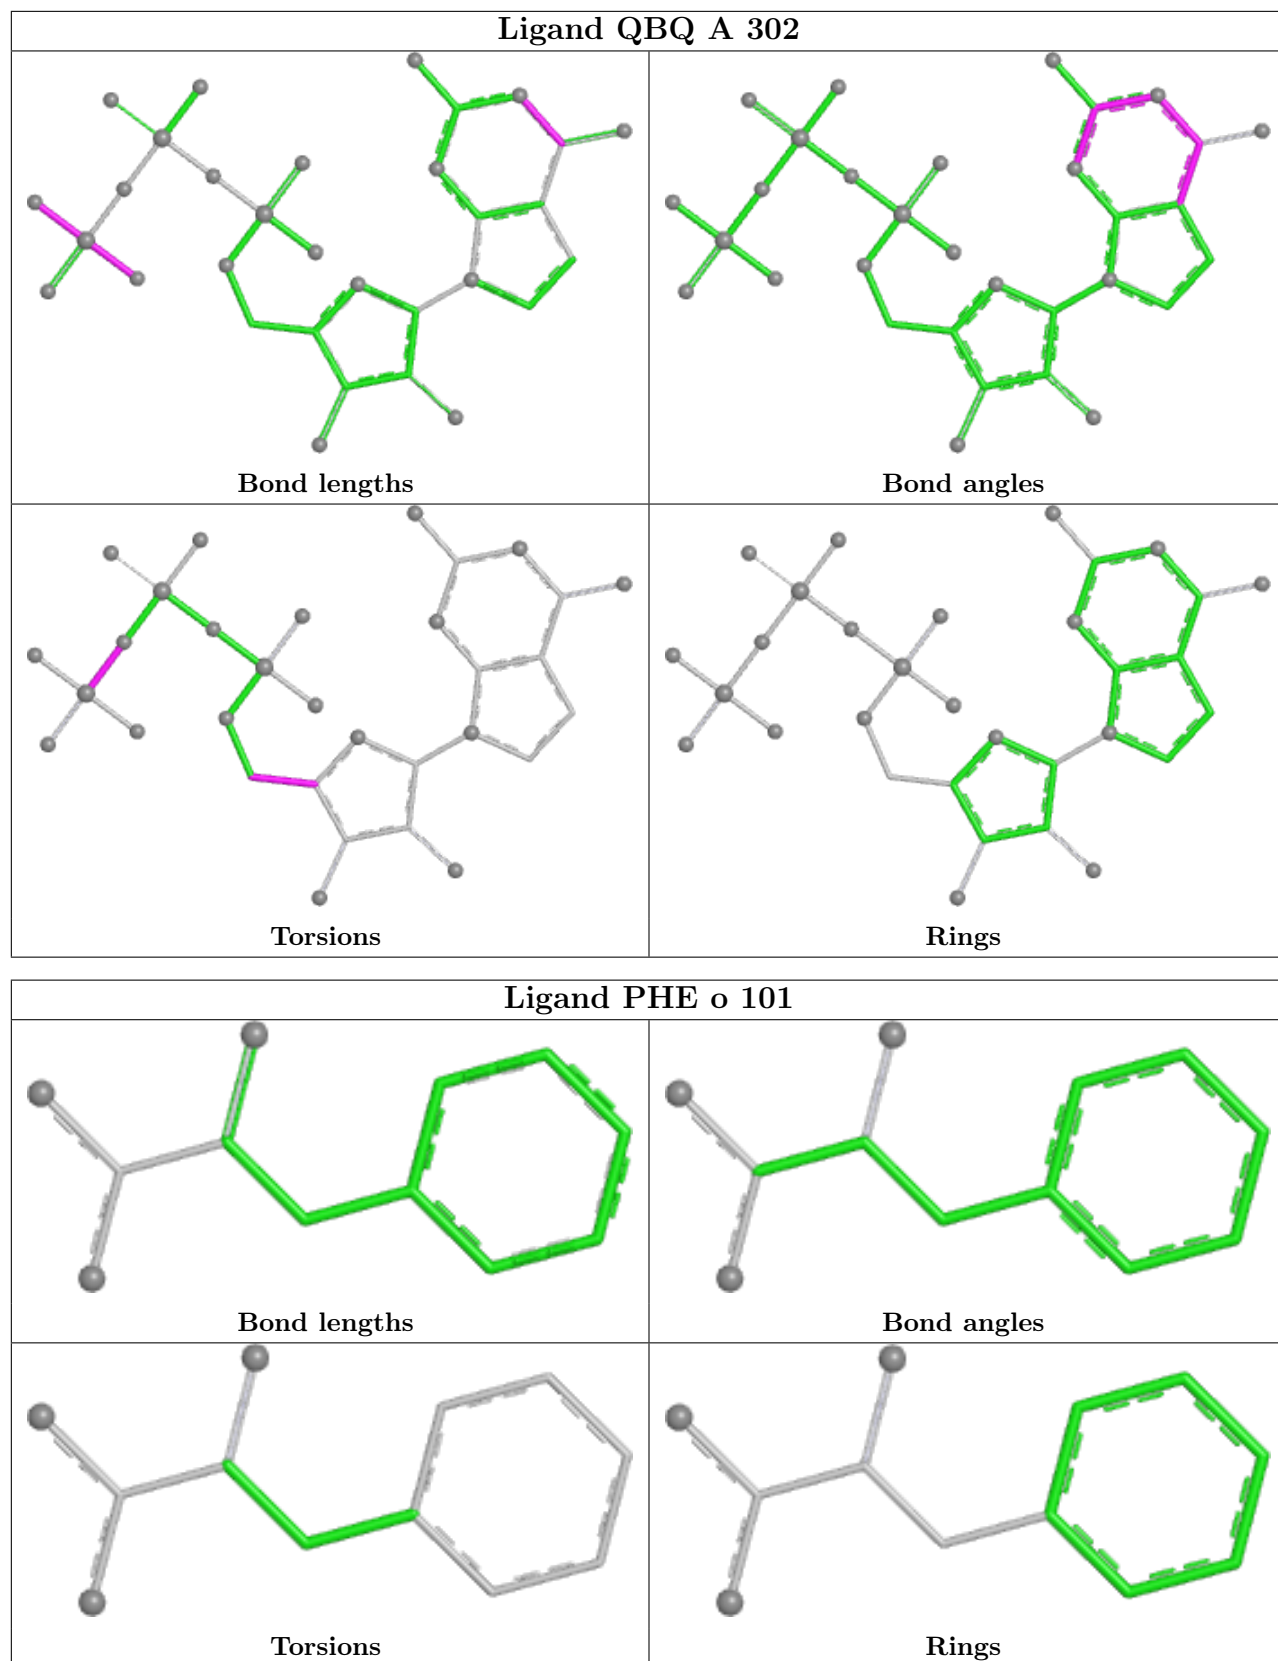 Ligand QBQ A 302
Bond lengths
Bond angles
Torsions
Rings
Ligand PHE o 101
Bond lengths
Bond angles
Torsions
Rings